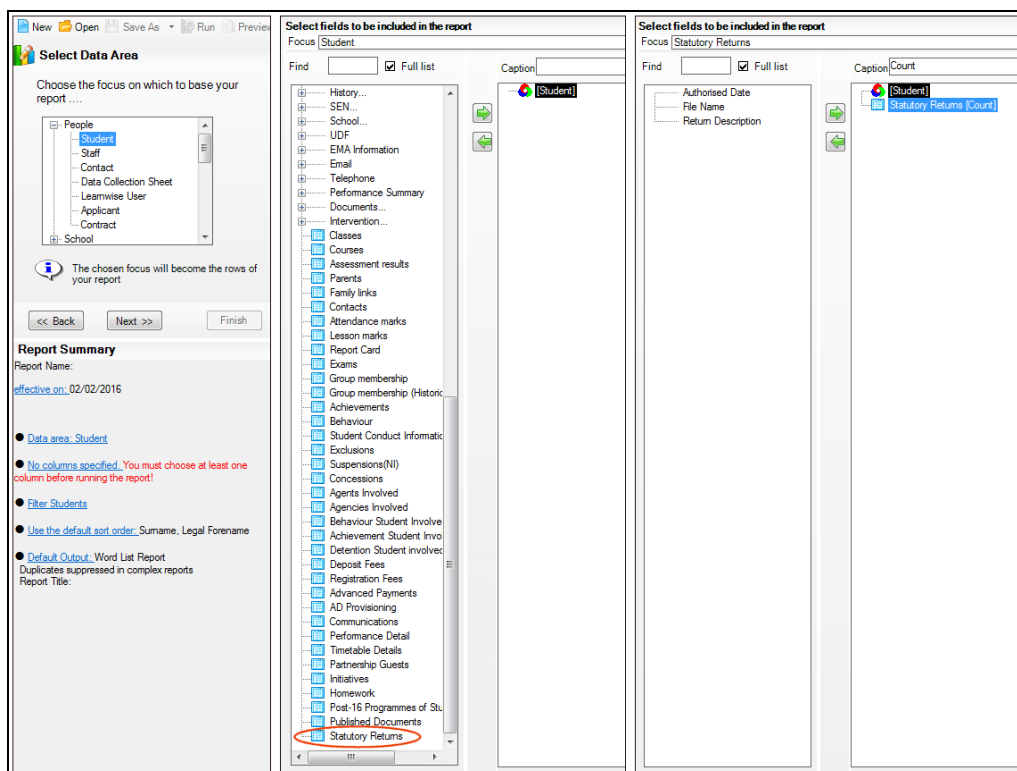 New Open Save As Run Preview
Select Data Area
Choose the focus on which to base your
report ....
People
Student
Staff
Contact
Data Collection Sheet
Learnwise User
Applicant
Contract
School
The chosen focus will become the rows of
your report
<< Back Next >> Finish
Report Summary
Report Name:
effective on: 02/02/2016
Data area: Student
No columns specified. You must choose at least one
column before running the report!
Filter Students
Use the default sort order: Surname, Legal Forename
Default Output: Word List Report
Duplicates suppressed in complex reports
Report Title:
Select fields to be included in the report
Focus Student
Find Full list Caption
History...
SEN...
School...
UDF
EMA Information
Email
Telephone
Performance Summary
Documents...
Intervention...
Classes
Courses
Assessment results
Parents
Family links
Contacts
Attendance marks
Lesson marks
Report Card
Exams
Group membership
Group membership (Historic
Achievements
Behaviour
Student Conduct Informatic
Exclusions
Suspensions(NI)
Concessions
Agents Involved
Agencies Involved
Behaviour Student Involve
Achievement Student Invo
Detention Student involved
Deposit Fees
Registration Fees
Advanced Payments
AD Provisioning
Communications
Performance Detail
Timetable Details
Partnership Guests
Initiatives
Homework
Post-16 Programmes of Stu
Published Documents
Statutory Returns
[Student]
Select fields to be included in the report
Focus Statutory Returns
Find Full list Caption Count
Authorised Date
File Name
Return Description
[Student]
Statutory Returns [Count]